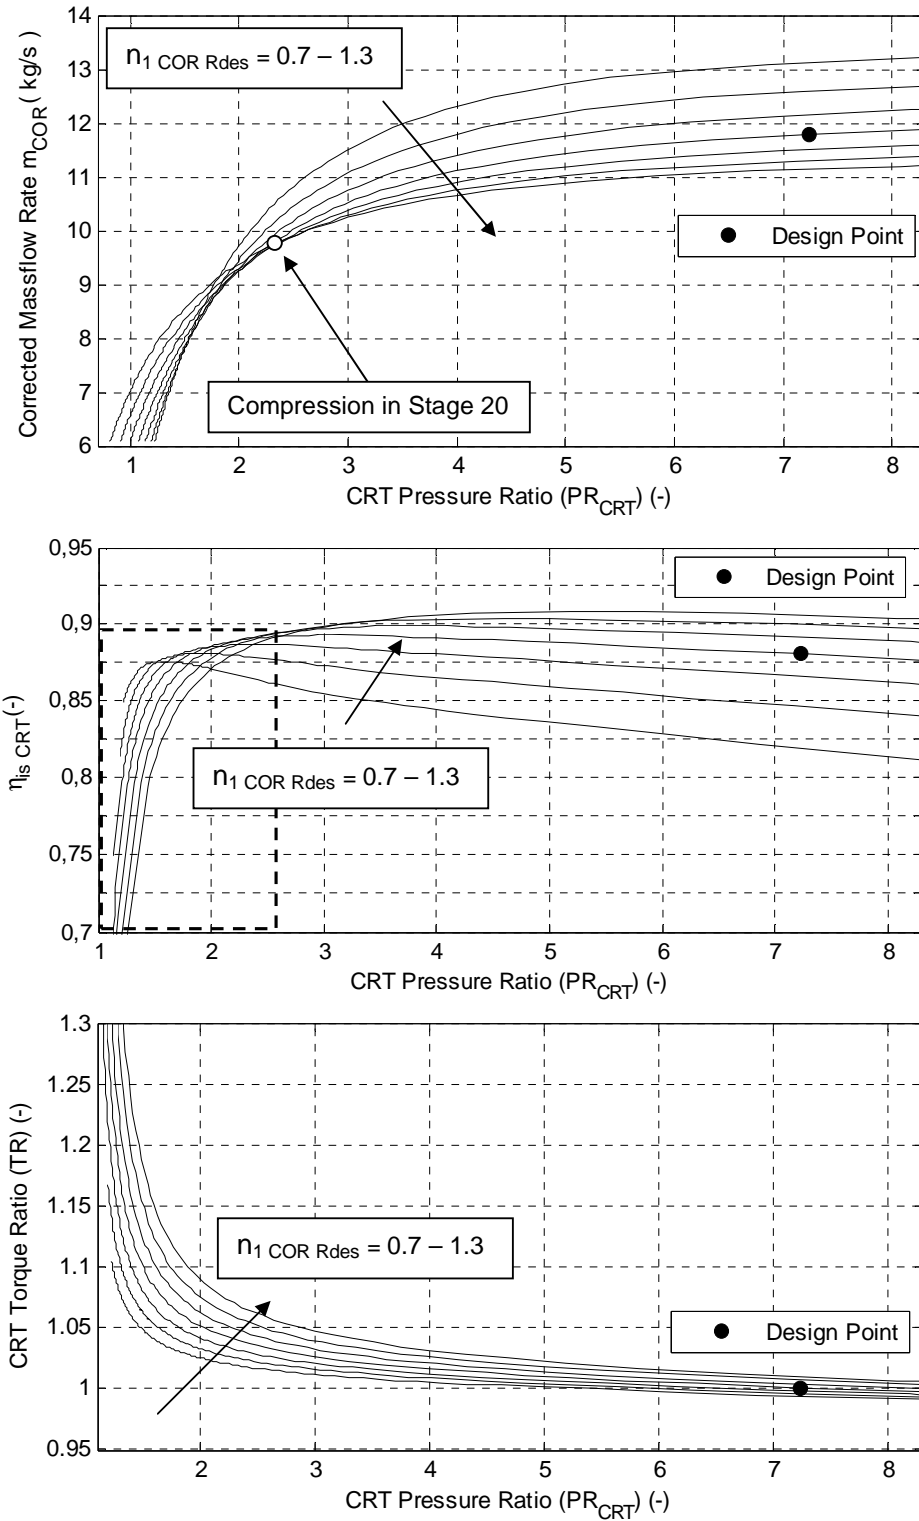 14
13
12
11
10
9
8
7
6
Corrected Massflow Rate mCOR( kg/s )
n1 COR Rdes = 0.7 – 1.3
Design Point
Compression in Stage 20
1 2 3 4 5 6 7 8
CRT Pressure Ratio (PRCRT) (-)
0,95
0,9
0,85
0,8
0,75
0,7
ηis CRT(-)
Design Point
n1 COR Rdes = 0.7 – 1.3
1 2 3 4 5 6 7 8
CRT Pressure Ratio (PRCRT) (-)
1.3
1.25
1.2
1.15
1.1
1.05
1
0.95
CRT Torque Ratio (TR) (-)
n1 COR Rdes = 0.7 – 1.3
Design Point
2 3 4 5 6 7 8
CRT Pressure Ratio (PRCRT) (-)